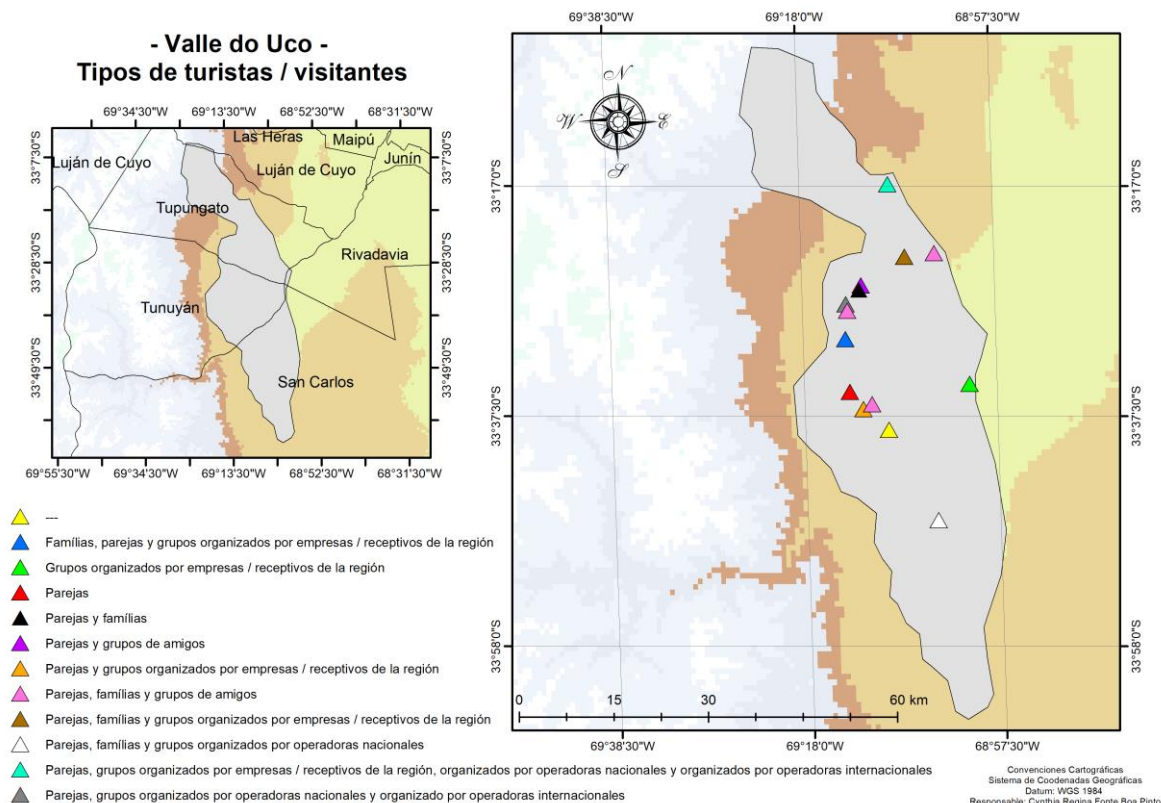 - Valle do Uco -
Tipos de turistas / visitantes
69°34'30"W 69°13'30"W 68°52'30"W 68°31'30"W
33°7'30"S
33°28'30"S
33°49'30"S
Las Heras
Maipú
Luján de Cuyo
Junín
Luján de Cuyo
Tupungato
Rivadavia
Tunuyán
San Carlos
33°7'30"S
33°28'30"S
33°49'30"S
69°55'30"W 69°34'30"W 69°13'30"W 68°52'30"W 68°31'30"W
---
Famílias, parejas y grupos organizados por empresas / receptivos de la región
Grupos organizados por empresas / receptivos de la región
Parejas
Parejas y famílias
Parejas y grupos de amigos
Parejas y grupos organizados por empresas / receptivos de la región
Parejas, famílias y grupos de amigos
Parejas, famílias y grupos organizados por empresas / receptivos de la región
Parejas, famílias y grupos organizados por operadoras nacionales
Parejas, grupos organizados por empresas / receptivos de la región, organizados por operadoras nacionales y organizados por operadoras internacionales
Parejas, grupos organizados por operadoras nacionales y organizado por operadoras internacionales
69°38'30"W 69°18'0"W 68°57'30"W
N
W E
S
33°17'0"S
33°37'30"S
33°58'0"S
33°17'0"S
33°37'30"S
33°58'0"S
0 15 30 60 km
69°38'30"W 69°18'0"W 68°57'30"W
Convenciones Cartográficas
Sistema de Coodenadas Geográficas
Datum: WGS 1984
Responsable: Cynthia Regina Fonte Boa Pinto